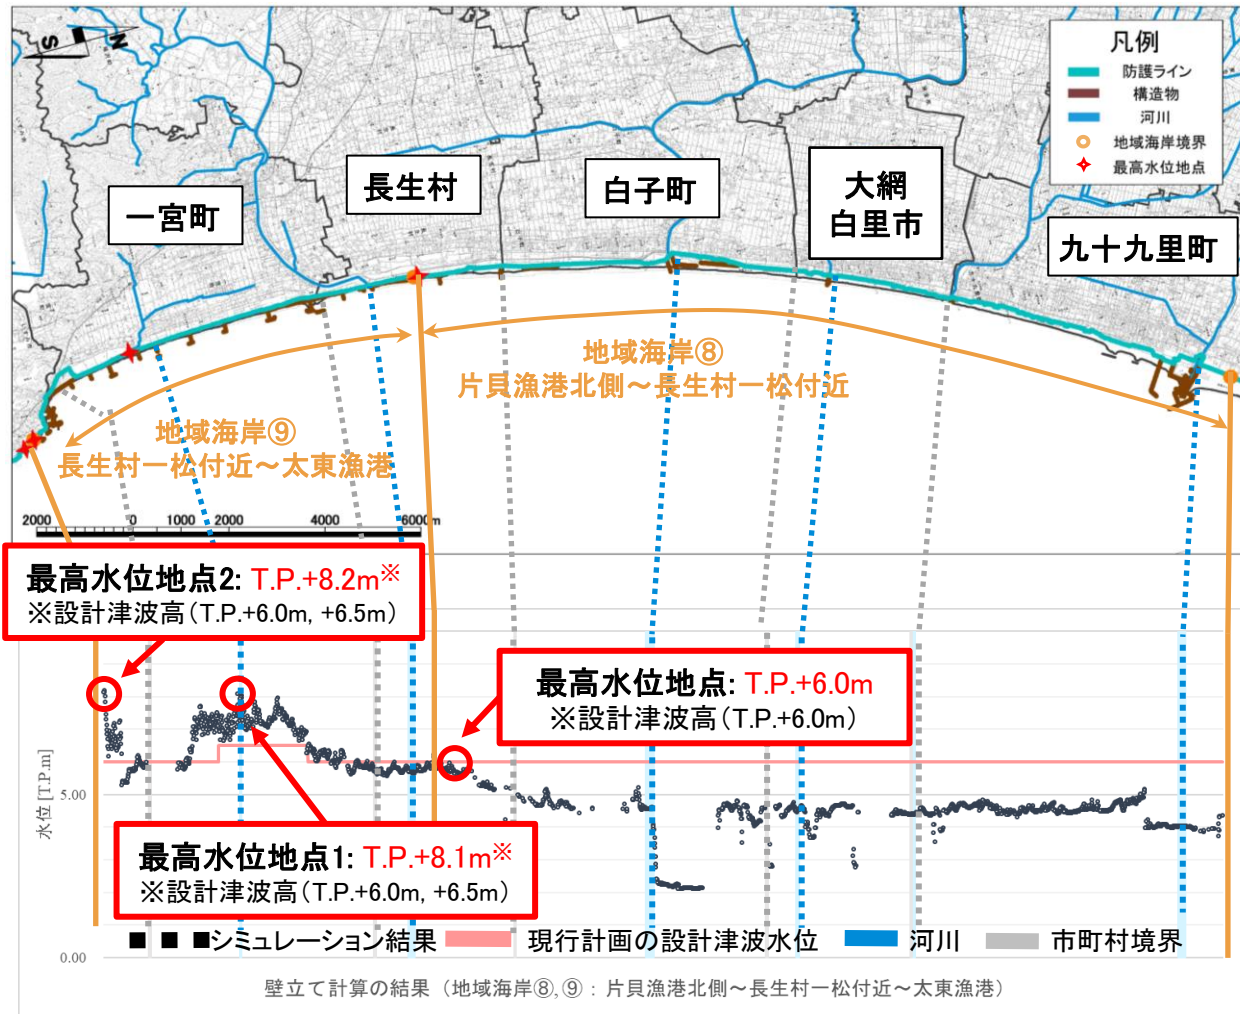 N
S
凡例
防護ライン
構造物
河川
地域海岸境界
最高水位地点
一宮町
長生村
白子町
大網
白里市
九十九里町
地域海岸⑧
片貝漁港北側～長生村一松付近
地域海岸⑨
長生村一松付近～太東漁港
2000 0 1000 2000 4000 6000m
最高水位地点2: T.P.+8.2m※
※設計津波高(T.P.+6.0m, +6.5m)
最高水位地点: T.P.+6.0m
※設計津波高(T.P.+6.0m)
最高水位地点1: T.P.+8.1m※
※設計津波高(T.P.+6.0m, +6.5m)
水位 [T.P.m]
5.00
0.00
シミュレーション結果
現行計画の設計津波水位
河川
市町村境界
壁立て計算の結果（地域海岸⑧,⑨：片貝漁港北側～長生村一松付近～太東漁港）